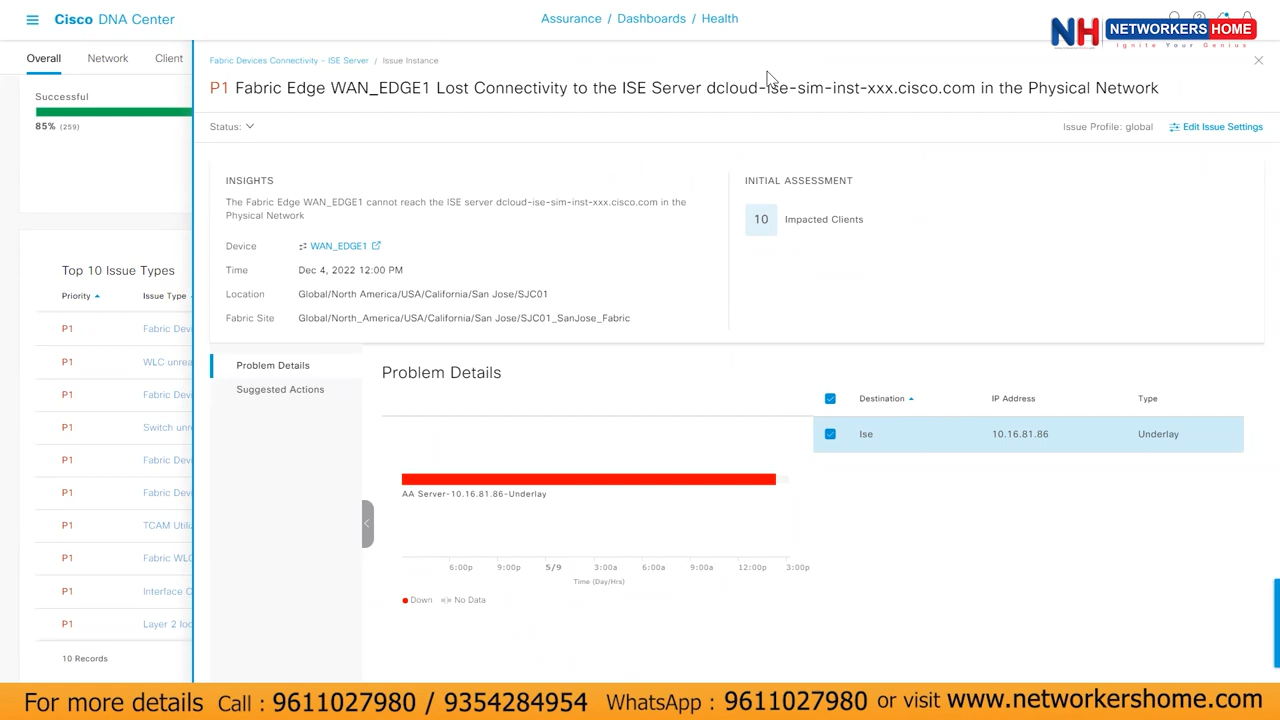 Cisco DNA Center
Assurance / Dashboards / Health
NH NETWORKERS HOME
Ignite Your Genius
Overall Network Client
Fabric Devices Connectivity - ISE Server / Issue Instance
P1 Fabric Edge WAN_EDGE1 Lost Connectivity to the ISE Server dcloud-ise-sim-inst-xxx.cisco.com in the Physical Network
Successful
85% (259)
Status:
Issue Profile: global Edit Issue Settings
INSIGHTS
The Fabric Edge WAN_EDGE1 cannot reach the ISE server dcloud-ise-sim-inst-xxx.cisco.com in the
Physical Network
Device WAN_EDGE1
Time Dec 4, 2022 12:00 PM
Location Global/North America/USA/California/San Jose/SJC01
Fabric Site Global/North_America/USA/California/San Jose/SJC01_SanJose_Fabric
INITIAL ASSESSMENT
10 Impacted Clients
Top 10 Issue Types
Priority Issue Type
P1 Fabric Devi
P1 WLC unrea
P1 Fabric Devi
P1 Switch unr
P1 Fabric Devi
P1 Fabric Devi
P1 TCAM Utiliz
P1 Fabric WLC
P1 Interface C
P1 Layer 2 loo
10 Records
Problem Details
Suggested Actions
Problem Details
AA Server-10.16.81.86-Underlay
6:00p 9:00p 5/9 3:00a 6:00a 9:00a 12:00p 3:00p
Time (Day/Hrs)
Down No Data
Destination IP Address Type
Ise 10.16.81.86 Underlay
For more details Call : 9611027980 / 9354284954 WhatsApp : 9611027980 or visit www.networkershome.com